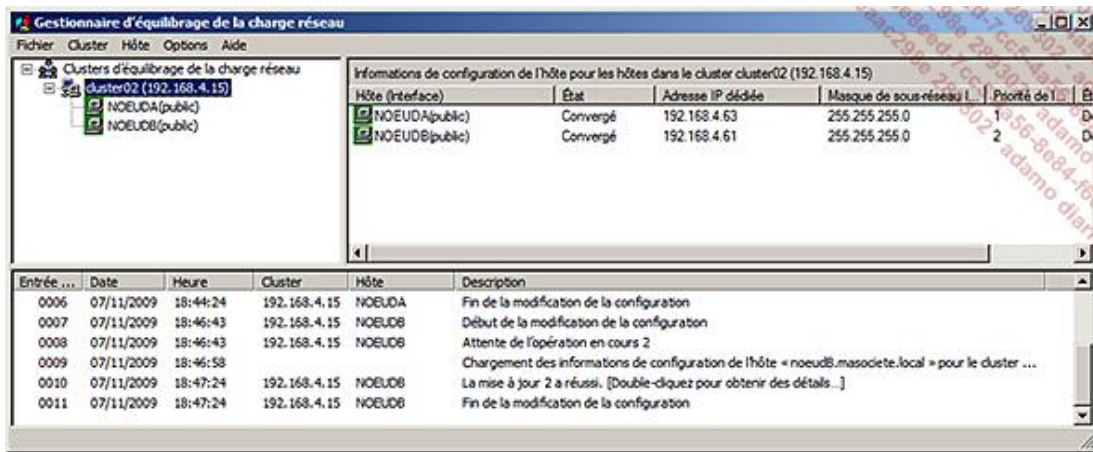 Gestionnaire d'équilibrage de la charge réseau
Fichier Cluster Hôte Options Aide
Clusters d'équilibrage de la charge réseau
cluster02 (192.168.4.15)
NOEUDA(public)
NOEUDB(public)
Informations de configuration de l'hôte pour les hôtes dans le cluster cluster02 (192.168.4.15)
Hôte (Interface) État Adresse IP dédiée Masque de sous-réseau I... Priorité de l'
NOEUDA(public) Convergé 192.168.4.63 255.255.255.0 1
NOEUDB(public) Convergé 192.168.4.61 255.255.255.0 2
Entrée ... Date Heure Cluster Hôte Description
0006 07/11/2009 18:44:24 192.168.4.15 NOEUDA Fin de la modification de la configuration
0007 07/11/2009 18:46:43 192.168.4.15 NOEUDB Début de la modification de la configuration
0008 07/11/2009 18:46:43 192.168.4.15 NOEUDB Attente de l'opération en cours 2
0009 07/11/2009 18:46:58 Chargement des informations de configuration de l'hôte « noeudB.masociete.local » pour le cluster ...
0010 07/11/2009 18:47:24 192.168.4.15 NOEUDB La mise à jour 2 a réussi. [Double-cliquez pour obtenir des détails...]
0011 07/11/2009 18:47:24 192.168.4.15 NOEUDB Fin de la modification de la configuration